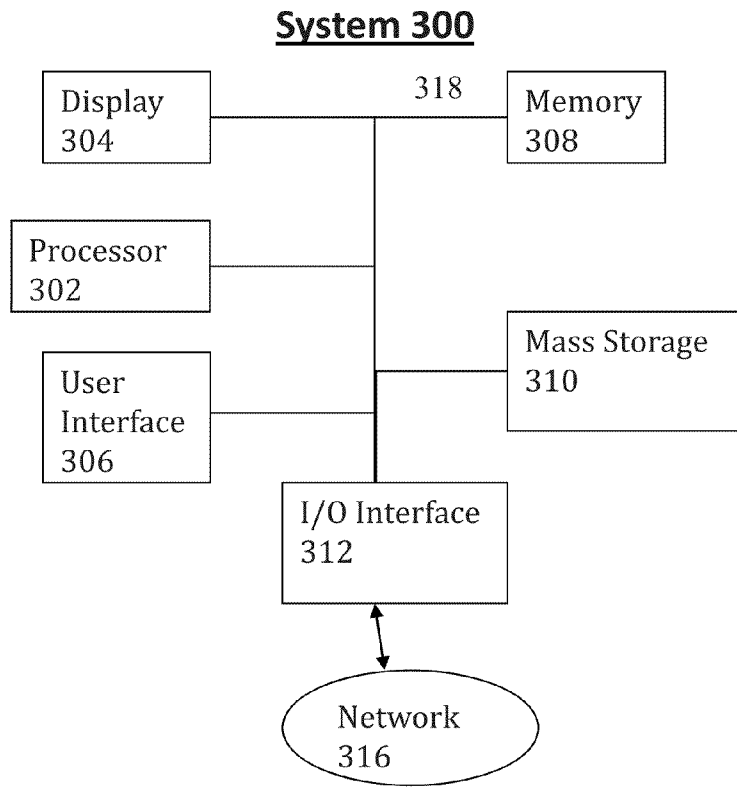 System 300
Display
304
318
Memory
308
Processor
302
Mass Storage
310
User
Interface
306
I/O Interface
312
Network
316